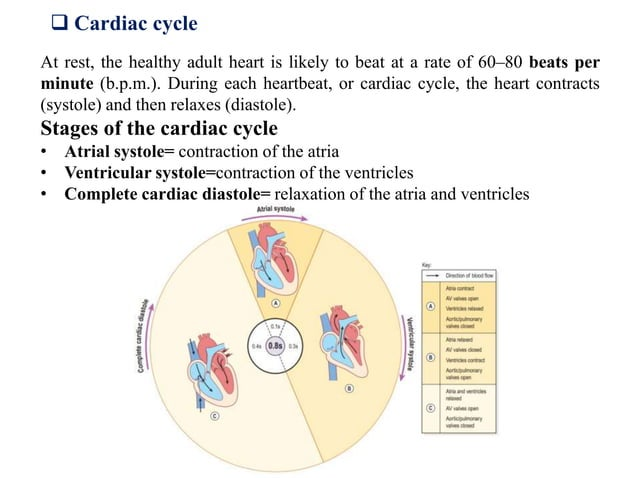 Cardiac cycle
At rest, the healthy adult heart is likely to beat at a rate of 60–80 beats per
minute (b.p.m.). During each heartbeat, or cardiac cycle, the heart contracts
(systole) and then relaxes (diastole).
Stages of the cardiac cycle
• Atrial systole= contraction of the atria
• Ventricular systole=contraction of the ventricles
• Complete cardiac diastole= relaxation of the atria and ventricles
Atrial systole
Complete cardiac diastole
Ventricular systole
A
0.1s
0.4s
0.8s
0.3s
B
C
Key:
Direction of blood flow
A
Atria contract
AV valves open
Ventricles relaxed
Aortic/pulmonary
valves closed
B
Atria relaxed
AV valves closed
Ventricles contract
Aortic/pulmonary
valves open
C
Atria and ventricles
relaxed
AV valves open
Aortic/pulmonary
valves closed